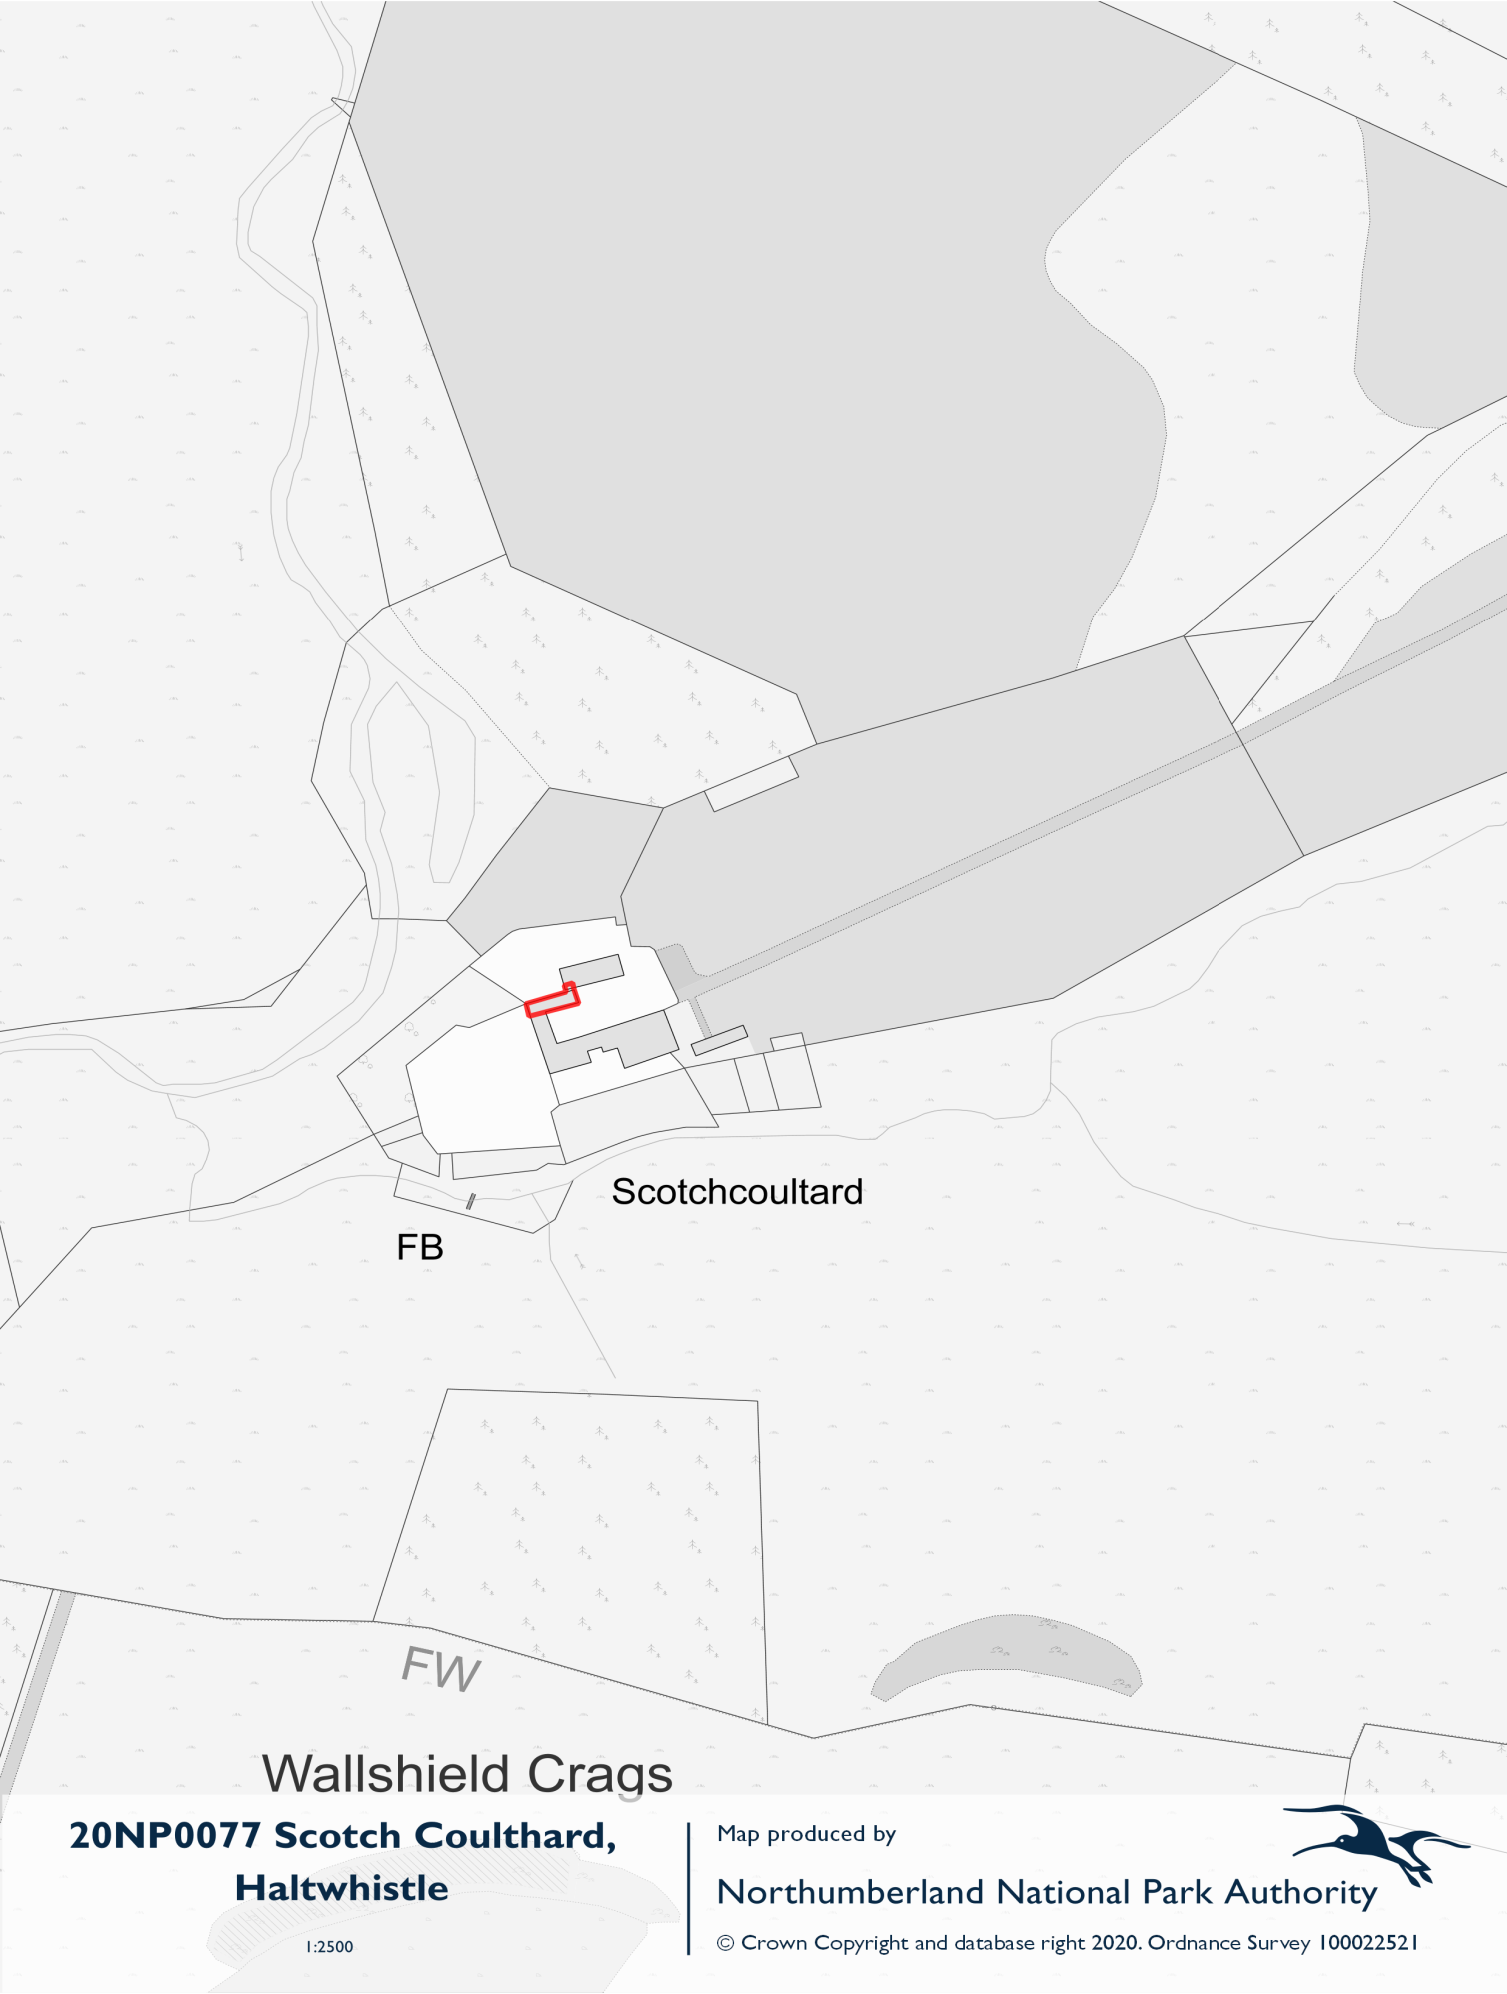 Scotchcoultard
FB
FW
Wallshield Crags
20NP0077 Scotch Coulthard,
Haltwhistle
1:2500
Map produced by
Northumberland National Park Authority
© Crown Copyright and database right 2020. Ordnance Survey 100022521